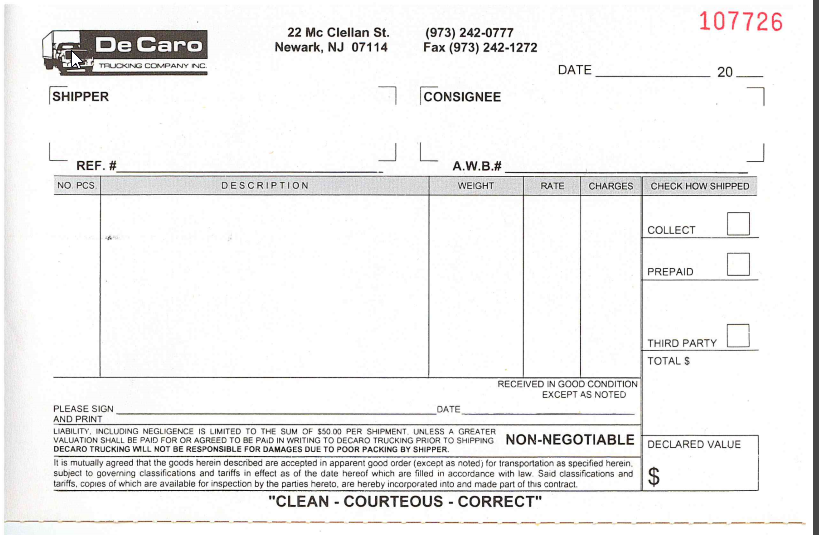 107726
De Caro
TRUCKING COMPANY INC.
22 Mc Clellan St. (973) 242-0777
Newark, NJ 07114 Fax (973) 242-1272
DATE 20
SHIPPER CONSIGNEE
REF. # A.W.B.#
NO. PCS. DESCRIPTION WEIGHT RATE CHARGES CHECK HOW SHIPPED
COLLECT
PREPAID
THIRD PARTY
TOTAL $
RECEIVED IN GOOD CONDITION
EXCEPT AS NOTED
PLEASE SIGN DATE
AND PRINT
LIABILITY, INCLUDING NEGLIGENCE IS LIMITED TO THE SUM OF $50.00 PER SHIPMENT, UNLESS A GREATER
VALUATION SHALL BE PAID FOR OR AGREED TO BE PAID IN WRITING TO DECARO TRUCKING PRIOR TO SHIPPING
DECARO TRUCKING WILL NOT BE RESPONSIBLE FOR DAMAGES DUE TO POOR PACKING BY SHIPPER.
NON-NEGOTIABLE
DECLARED VALUE
$
It is mutually agreed that the goods herein described are accepted in apparent good order (except as noted) for transportation as specified herein,
subject to governing classifications and tariffs in effect as of the date hereof which are filled in accordance with law. Said classifications and
tariffs, copies of which are available for inspection by the parties hereto, are hereby incorporated into and made part of this contract.
"CLEAN - COURTEOUS - CORRECT"